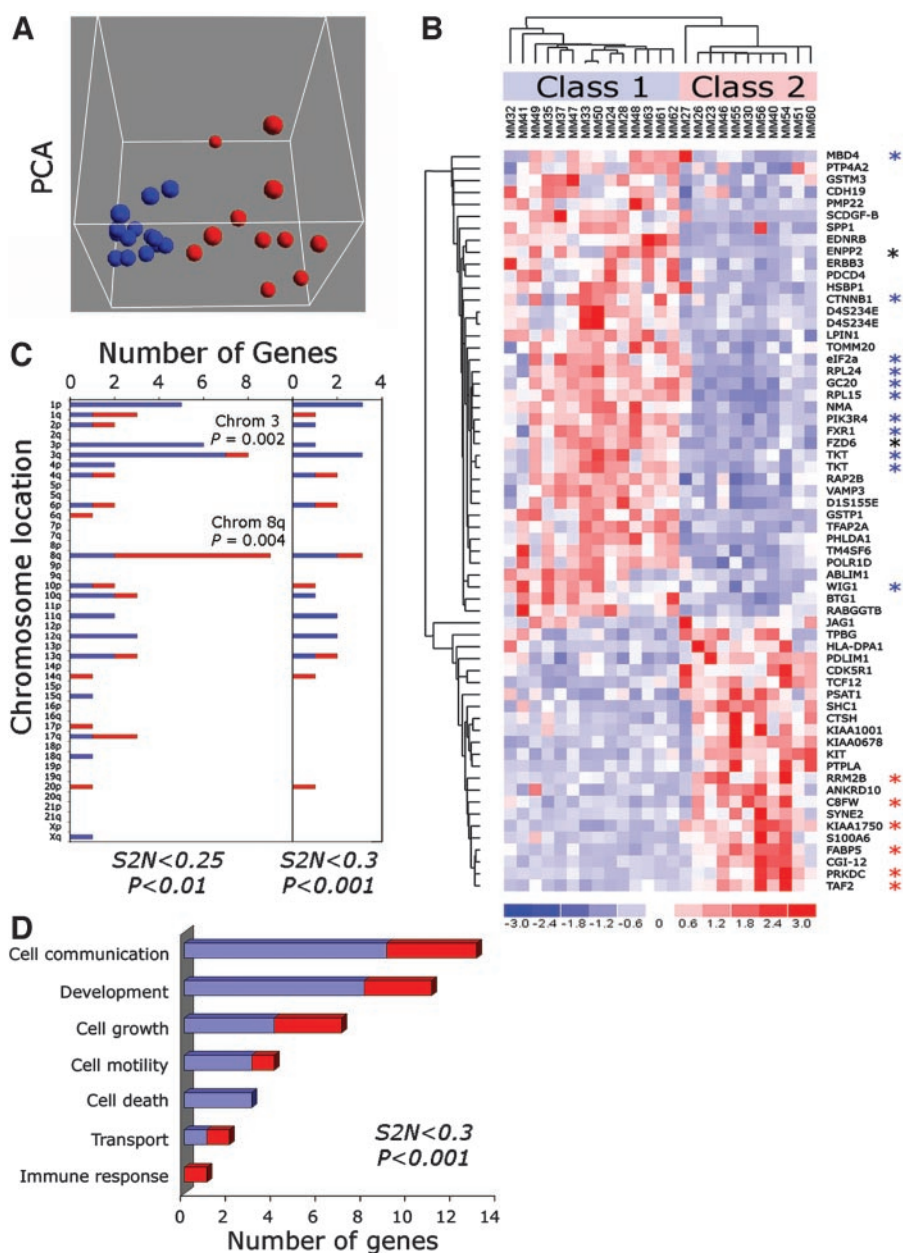 A
PCA
B
Class 1
Class 2
MM32
MM41
MM49
MM35
MM37
MM47
MM33
MM50
MM24
MM28
MM48
MM63
MM61
MM62
MM27
MM26
MM23
MM46
MM55
MM30
MM56
MM40
MM54
MM51
MM60
MBD4 *
PTP4A2
GSTM3
CDH19
PMP22
SCDGF-B
SPP1
EDNRB
ENPP2 *
ERBB3
PDCD4
HSBP1
CTNNB1 *
D4S234E
D4S234E
LPIN1
TOMM20
eIF2a *
RPL24 *
GC20 *
RPL15 *
NMA
PIK3R4 *
FXR1 *
FZD6 *
TKT *
TKT *
RAP2B
VAMP3
D1S155E
GSTP1
TFAP2A
PHLDA1
TM4SF6
POLR1D
ABLIM1
WIG1 *
BTG1
RABGGTB
JAG1
TPBG
HLA-DPA1
PDLIM1
CDK5R1
TCF12
PSAT1
SHC1
CTSH
KIAA1001
KIAA0678
KIT
PTPLA
RRM2B *
ANKRD10
C8FW *
SYNE2
KIAA1750 *
S100A6
FABP5 *
CGI-12
PRKDC *
TAF2 *
-3.0 -2.4 -1.8 -1.2 -0.6 0 0.6 1.2 1.8 2.4 3.0
C
Number of Genes
0 2 4 6 8 0 2 4
Chromosome location
1p
1q
2p
2q
3p
3q
4p
4q
5p
5q
6p
6q
7p
7q
8p
8q
9p
9q
10p
10q
11p
11q
12p
12q
13p
13q
14p
14q
15p
15q
16p
16q
17p
17q
18p
18q
19p
19q
20p
20q
21p
21q
Xp
Xq
Chrom 3
P = 0.002
Chrom 8q
P = 0.004
S2N<0.25
P<0.01
S2N<0.3
P<0.001
D
Cell communication
Development
Cell growth
Cell motility
Cell death
Transport
Immune response
S2N<0.3
P<0.001
0 2 4 6 8 10 12 14
Number of genes